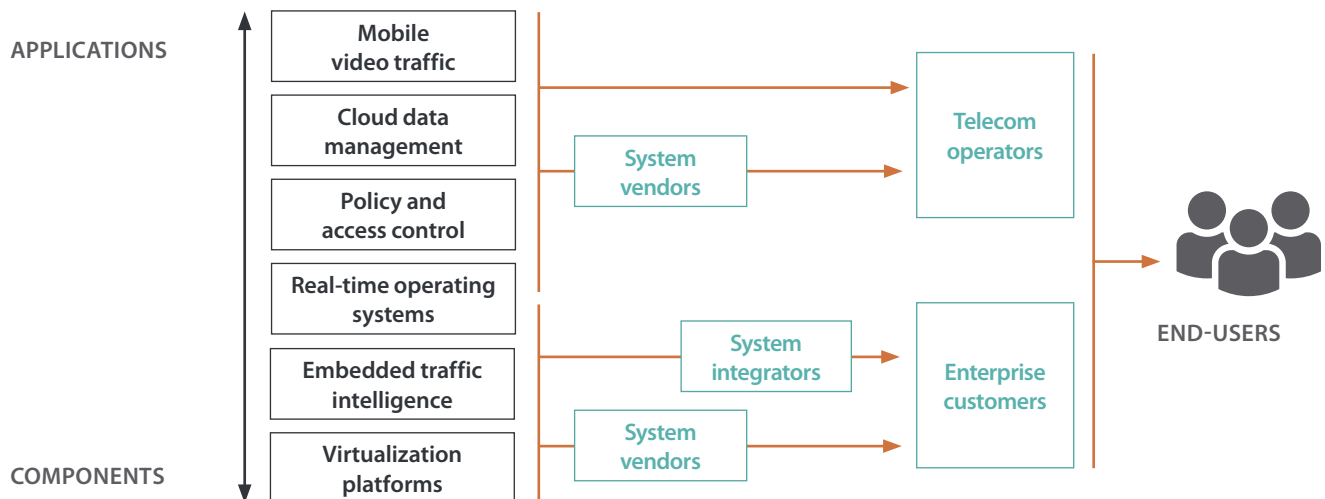 APPLICATIONS
Mobile
video traffic
Cloud data
management
Policy and
access control
Real-time operating
systems
Embedded traffic
intelligence
Virtualization
platforms
COMPONENTS
System
vendors
Telecom
operators
System
integrators
System
vendors
Enterprise
customers
END-USERS